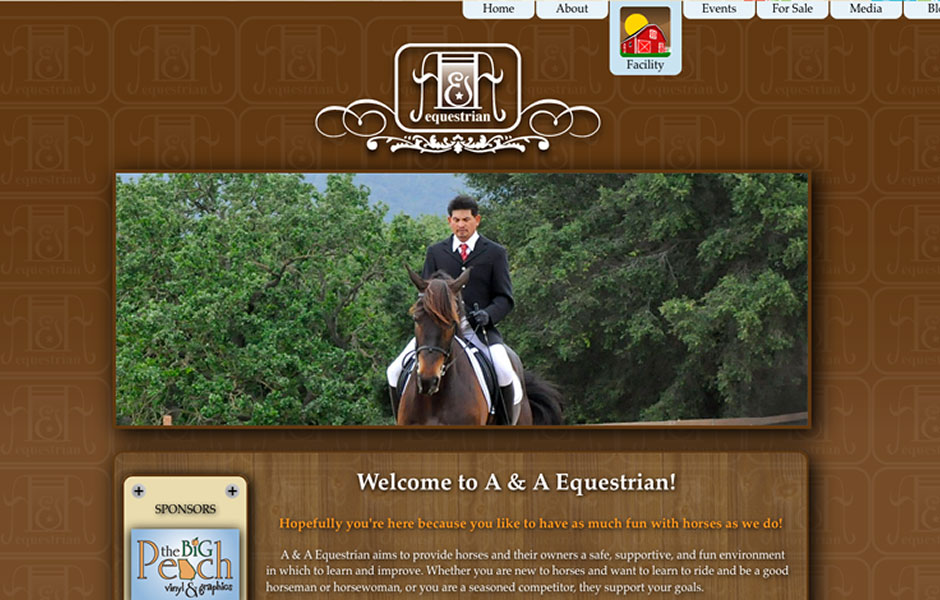 Home About Events For Sale Media
Facility
A & A
equestrian
Welcome to A & A Equestrian!
SPONSORS
the BiG
Peach
vinyl & graphics
Hopefully you're here because you like to have as much fun with horses as we do!
A & A Equestrian aims to provide horses and their owners a safe, supportive, and fun environment
in which to learn and improve. Whether you are new to horses and want to learn to ride and be a good
horseman or horsewoman, or you are a seasoned competitor, they support your goals.